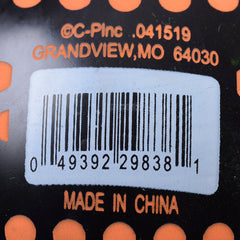 ©C-PInc .041519
GRANDVIEW,MO 64030
0 49392 29838 1
MADE IN CHINA